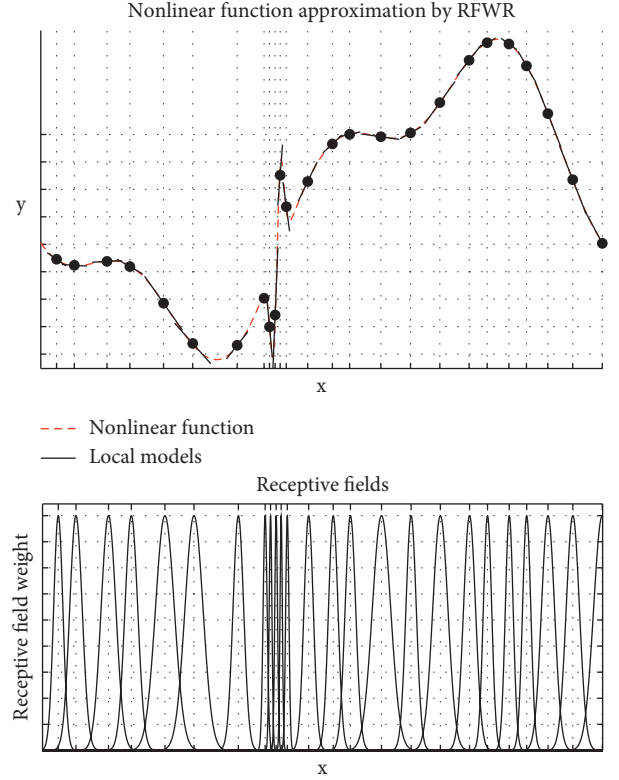 Nonlinear function approximation by RFWR
y
x
Nonlinear function
Local models
Receptive fields
Receptive field weight
x